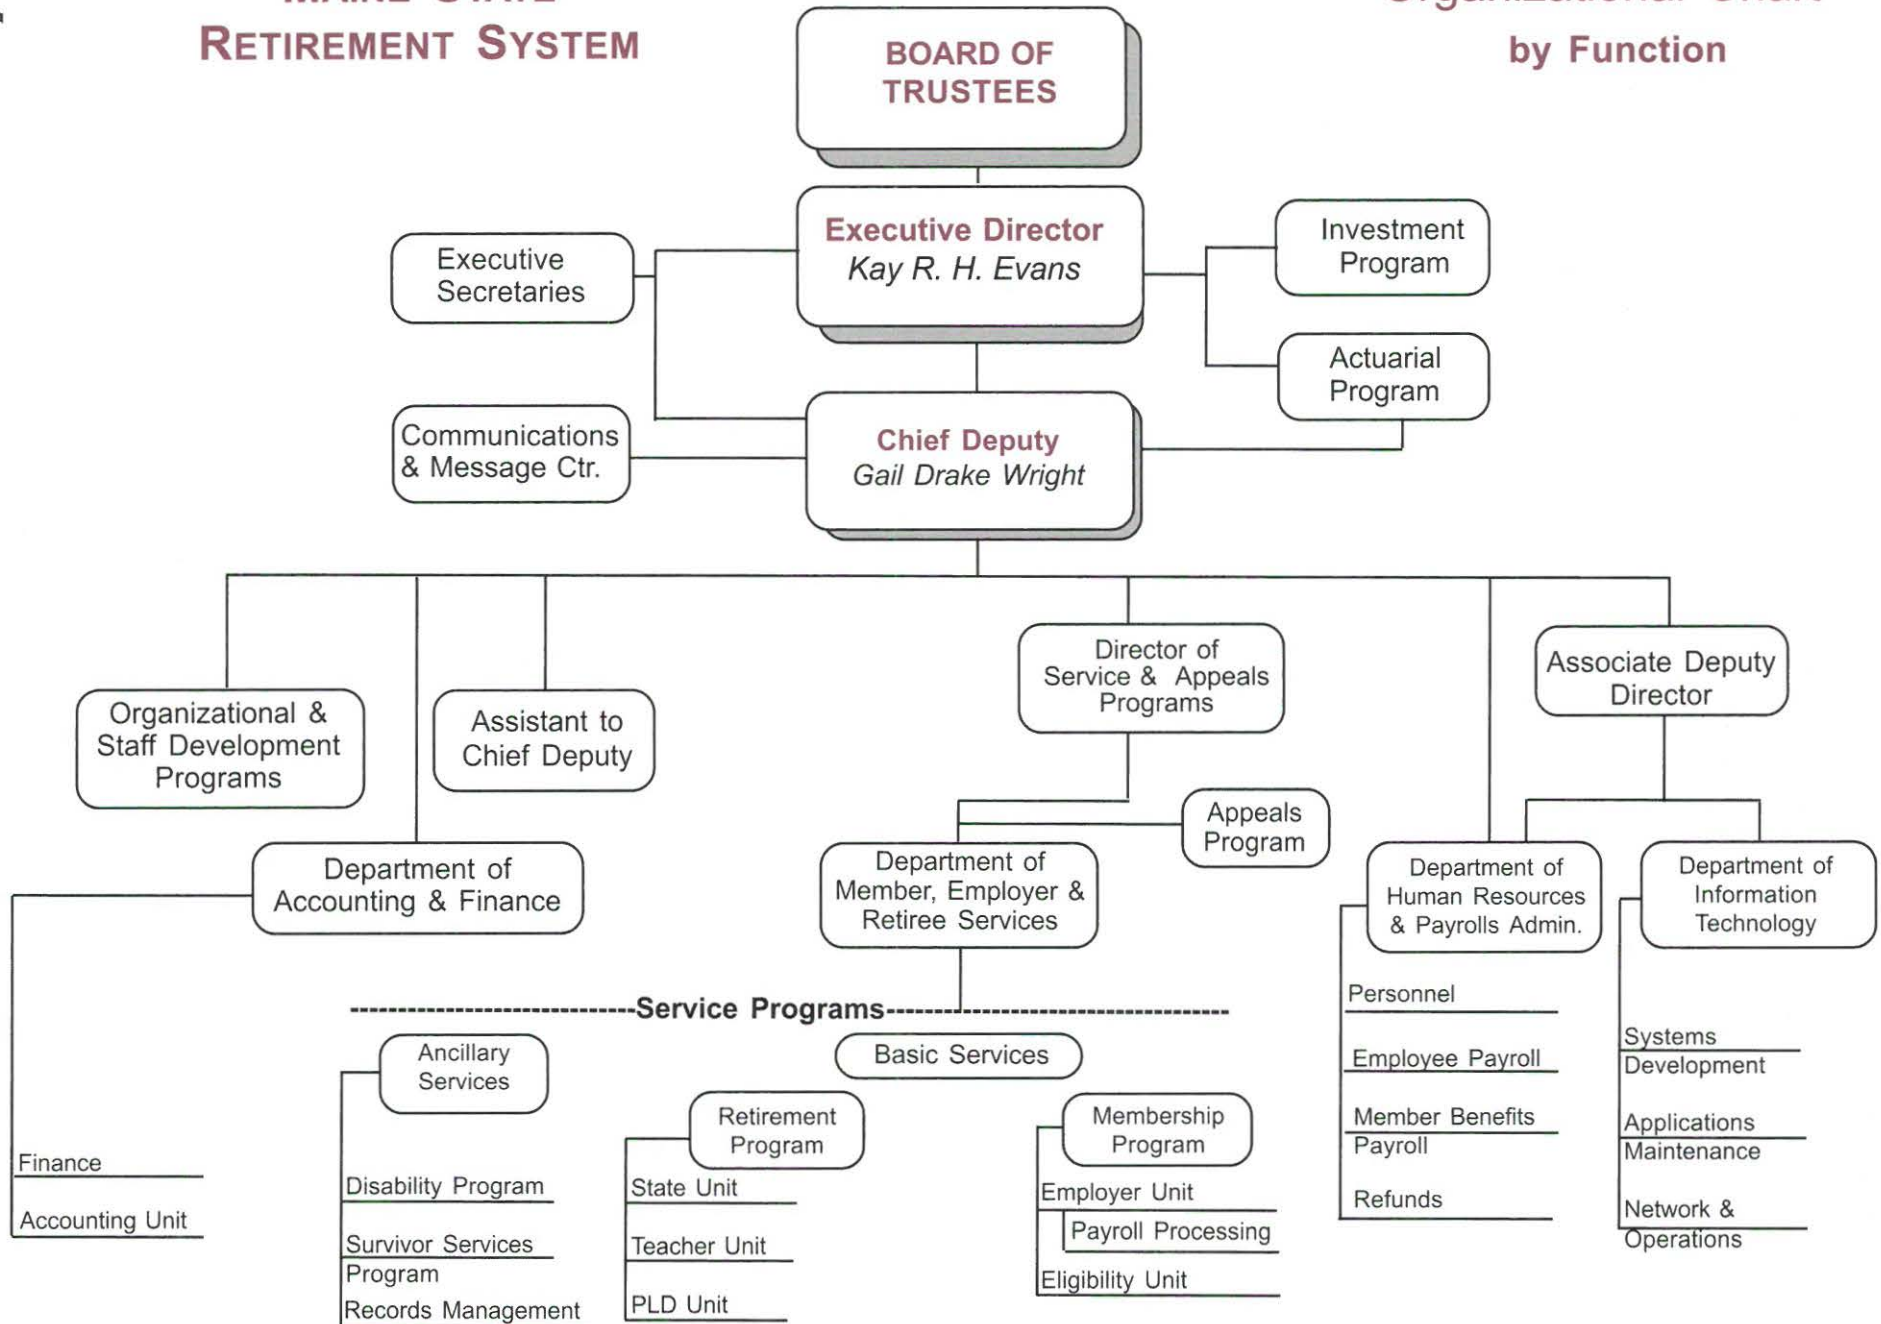 MAINE STATE
RETIREMENT SYSTEM
Organizational Chart
by Function
BOARD OF
TRUSTEES
Executive Director
Kay R. H. Evans
Executive
Secretaries
Investment
Program
Actuarial
Program
Communications
& Message Ctr.
Chief Deputy
Gail Drake Wright
Organizational &
Staff Development
Programs
Assistant to
Chief Deputy
Director of
Service & Appeals
Programs
Associate Deputy
Director
Appeals
Program
Department of
Accounting & Finance
Department of
Member, Employer &
Retiree Services
Department of
Human Resources
& Payrolls Admin.
Department of
Information
Technology
Finance
Accounting Unit
---Service Programs---
Ancillary
Services
Disability Program
Survivor Services
Program
Records Management
Basic Services
Retirement
Program
State Unit
Teacher Unit
PLD Unit
Membership
Program
Employer Unit
Payroll Processing
Eligibility Unit
Personnel
Employee Payroll
Member Benefits
Payroll
Refunds
Systems
Development
Applications
Maintenance
Network &
Operations